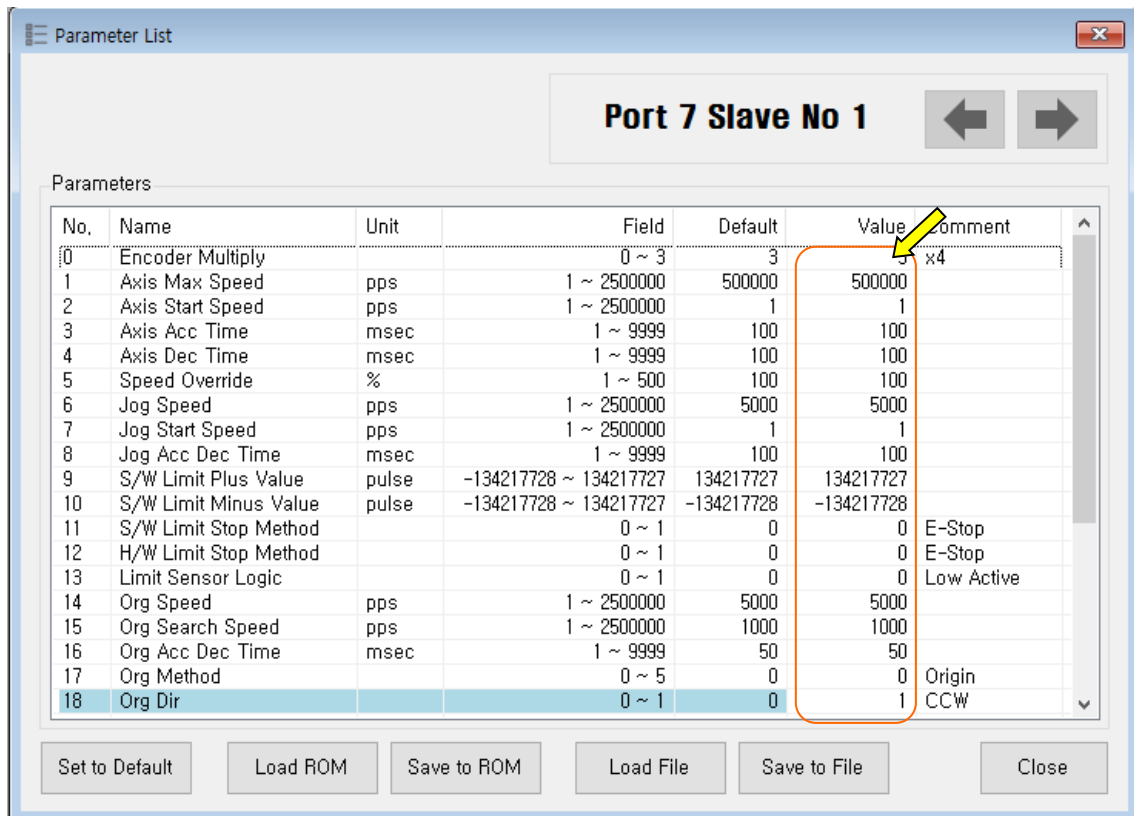 Parameter List
Port 7 Slave No 1
Parameters
No, Name Unit Field Default Value Comment
0 Encoder Multiply 0 ~ 3 3 x4
1 Axis Max Speed pps 1 ~ 2500000 500000 500000
2 Axis Start Speed pps 1 ~ 2500000 1 1
3 Axis Acc Time msec 1 ~ 9999 100 100
4 Axis Dec Time msec 1 ~ 9999 100 100
5 Speed Override % 1 ~ 500 100 100
6 Jog Speed pps 1 ~ 2500000 5000 5000
7 Jog Start Speed pps 1 ~ 2500000 1 1
8 Jog Acc Dec Time msec 1 ~ 9999 100 100
9 S/W Limit Plus Value pulse -134217728 ~ 134217727 134217727 134217727
10 S/W Limit Minus Value pulse -134217728 ~ 134217727 -134217728 -134217728
11 S/W Limit Stop Method 0 ~ 1 0 0 E-Stop
12 H/W Limit Stop Method 0 ~ 1 0 0 E-Stop
13 Limit Sensor Logic 0 ~ 1 0 0 Low Active
14 Org Speed pps 1 ~ 2500000 5000 5000
15 Org Search Speed pps 1 ~ 2500000 1000 1000
16 Org Acc Dec Time msec 1 ~ 9999 50 50
17 Org Method 0 ~ 5 0 0 Origin
18 Org Dir 0 ~ 1 0 1 CCW
Set to Default Load ROM Save to ROM Load File Save to File Close